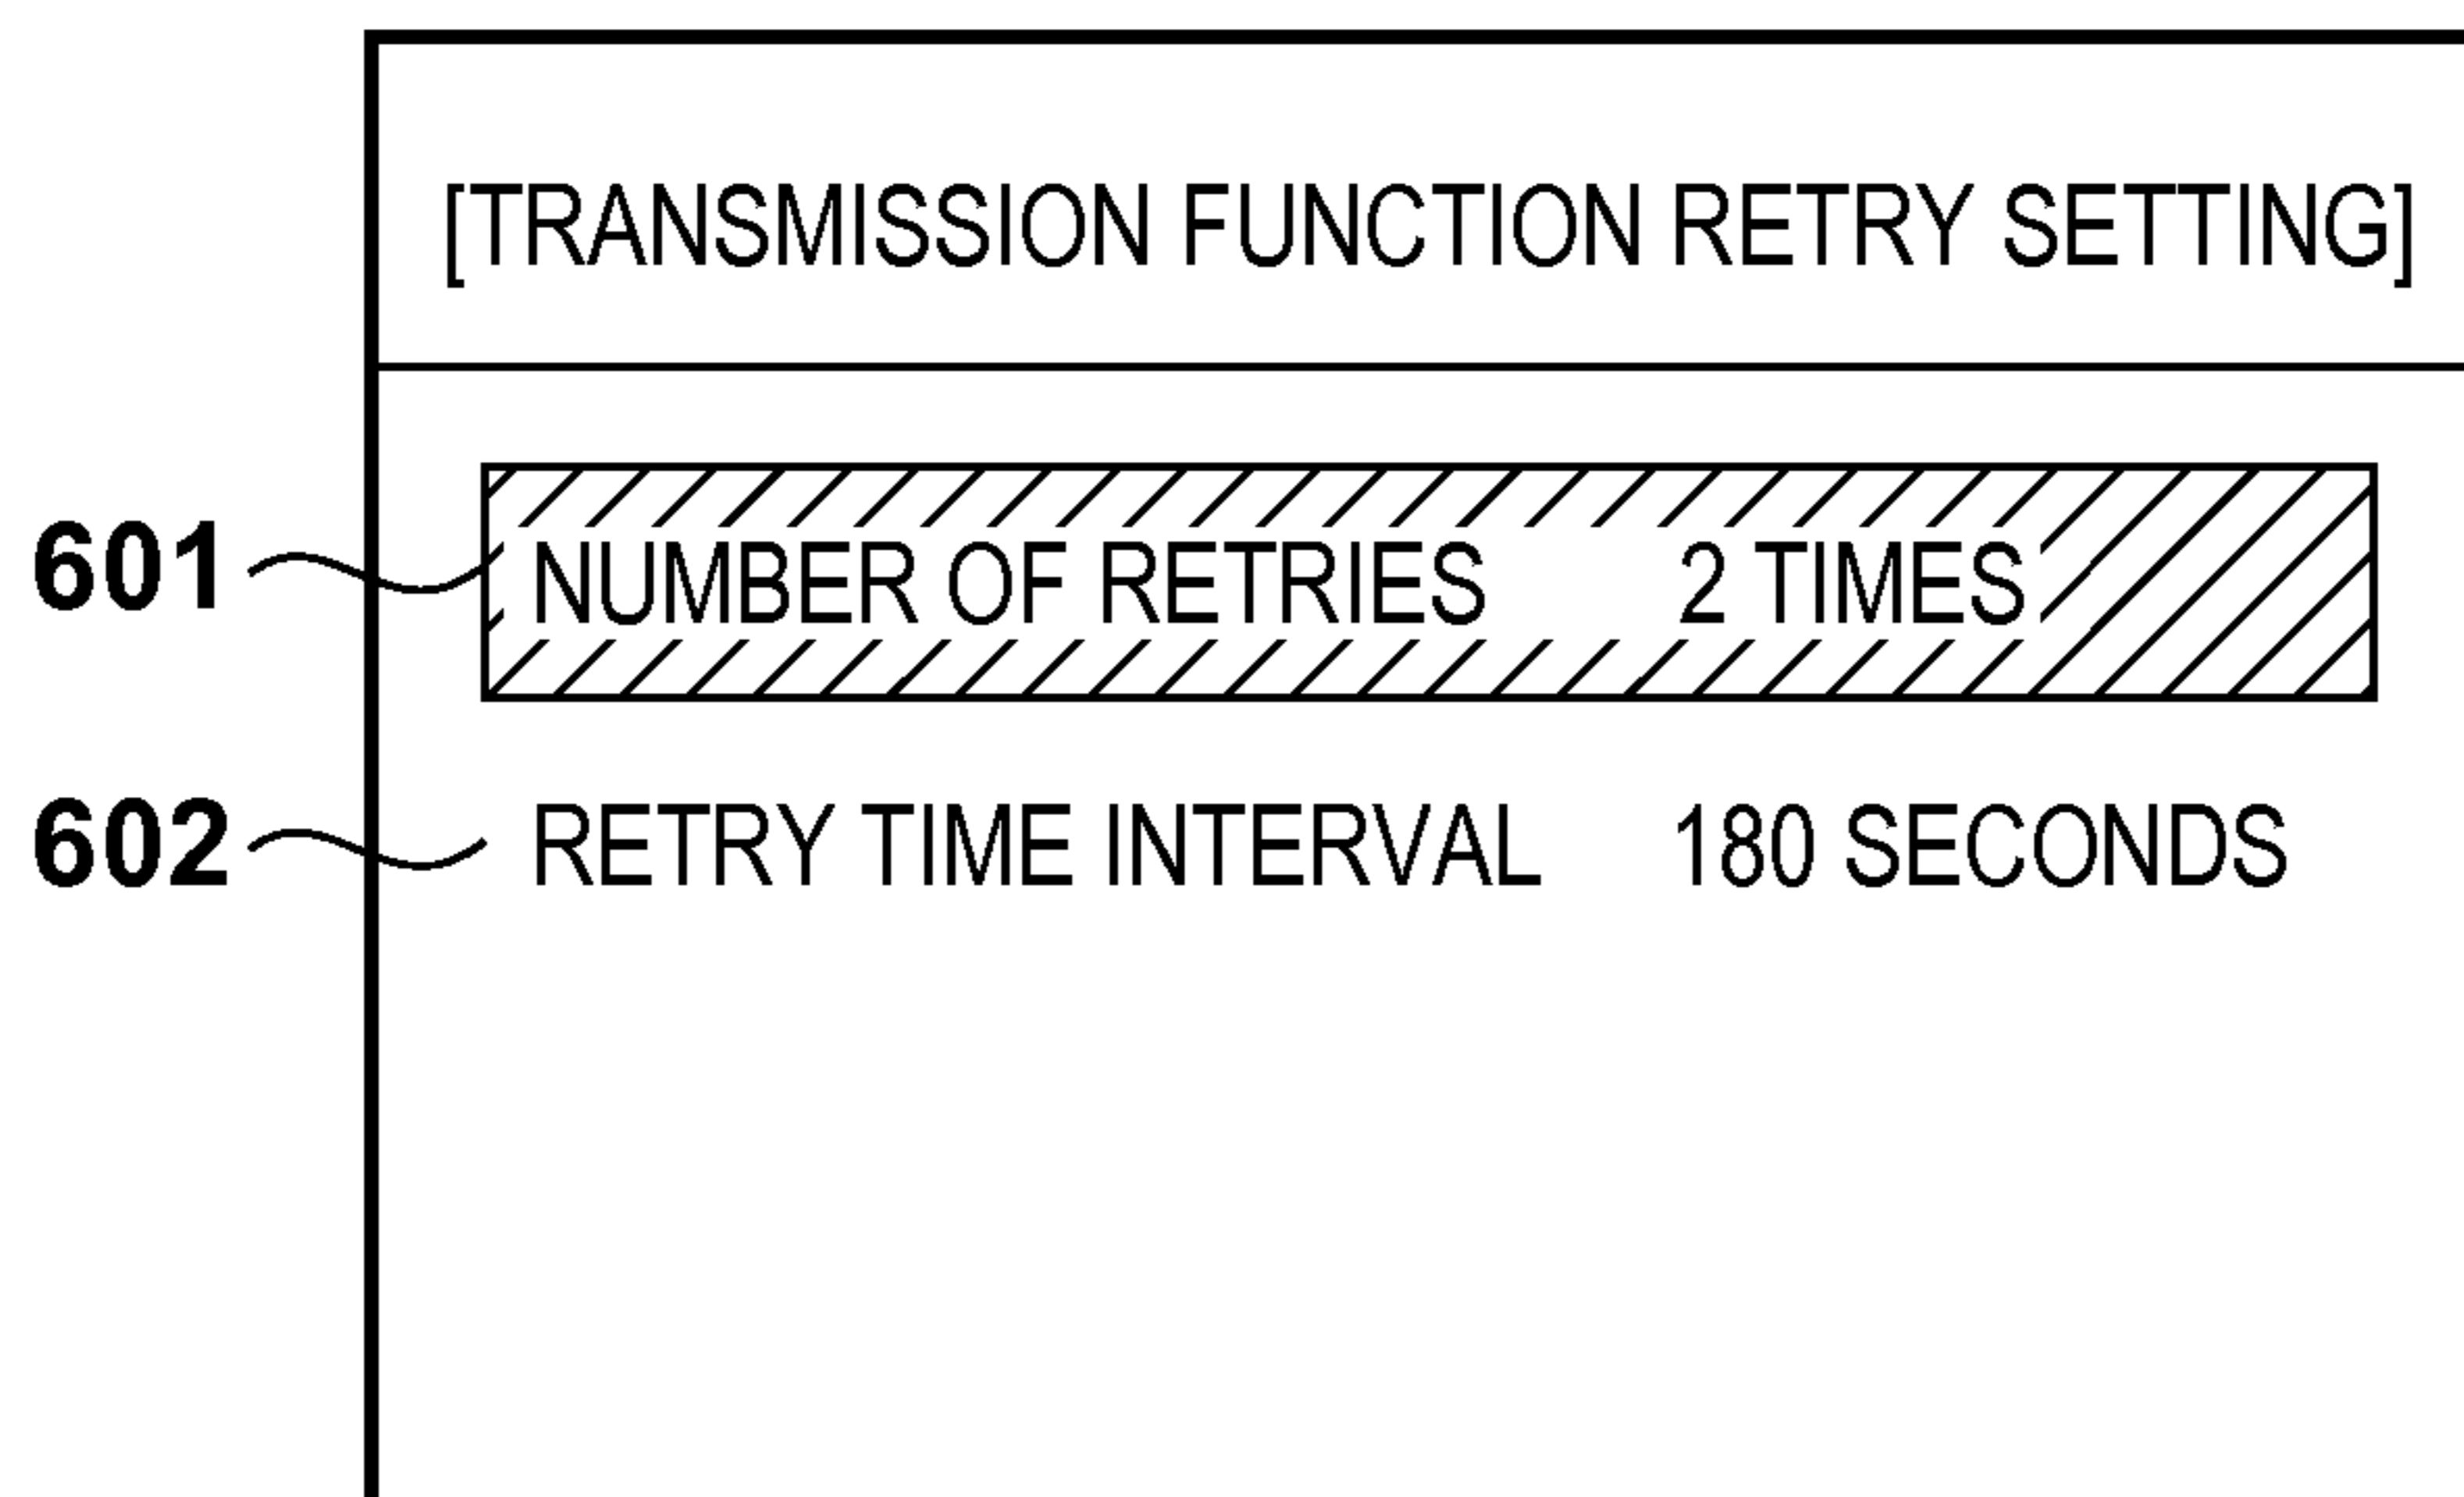 [TRANSMISSION FUNCTION RETRY SETTING]
601 NUMBER OF RETRIES 2 TIMES
602 RETRY TIME INTERVAL 180 SECONDS